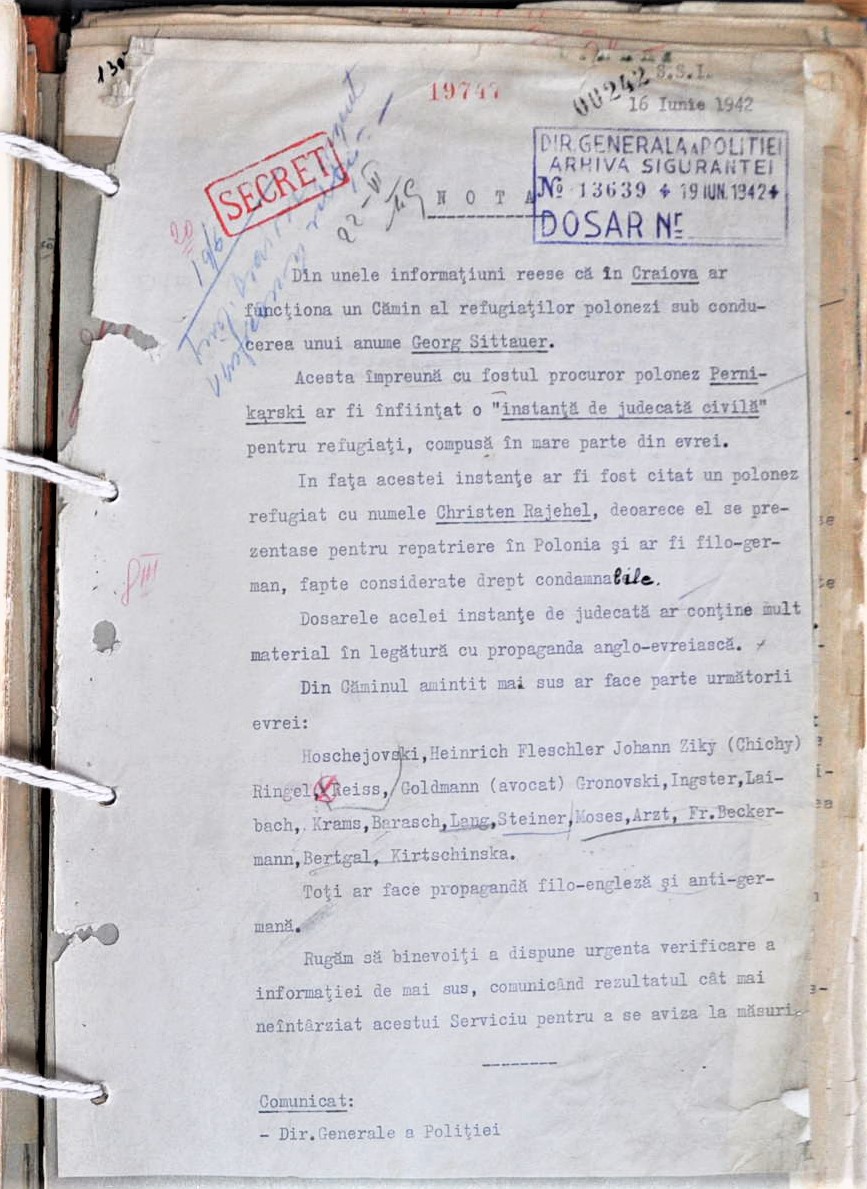 130
19747
00242
S.S.I.
16 Iunie 1942
SECRET
DIR. GENERALA A POLITIEI
ARHIVA SIGURANTEI
№ 13639 + 19 IUN. 1942 +
DOSAR Nr
22-VI
N O T A
20
Din unele informaţiuni reese că în Craiova ar
funcţiona un Cămin al refugiaţilor polonezi sub condu-
cerea unui anume Georg Sittauer.
Acesta împreună cu fostul procuror polonez Perni-
karski ar fi înfiinţat o "instanţă de judecată civilă"
pentru refugiaţi, compusă în mare parte din evrei.
In faţa acestei instanţe ar fi fost citat un polonez
refugiat cu numele Christen Rajehel, deoarece el se pre-
zentase pentru repatriere în Polonia şi ar fi filo-ger-
man, fapte considerate drept condamnabile.
8 III
Dosarele acelei instanţe de judecată ar conţine mult
material în legătură cu propaganda anglo-evreiască.
Din Căminul amintit mai sus ar face parte următorii
evrei:
Hoschejovski,Heinrich Fleschler Johann Ziky (Chichy)
Ringel,Reiss, Goldmann (avocat) Gronovski,Ingster,Lai-
bach,.Krams,Barasch,Lang,Steiner,Moses,Arzt, Fr.Becker-
mann,Bertgal, Kirtschinska.
Toţi ar face propagandă filo-engleză şi anti-ger-
mană.
Rugăm să binevoiţi a dispune urgenta verificare a
informaţiei de mai sus, comunicând rezultatul cât mai
neîntârziat acestui Serviciu pentru a se aviza la măsuri.
Comunicat:
- Dir.Generale a Poliţiei